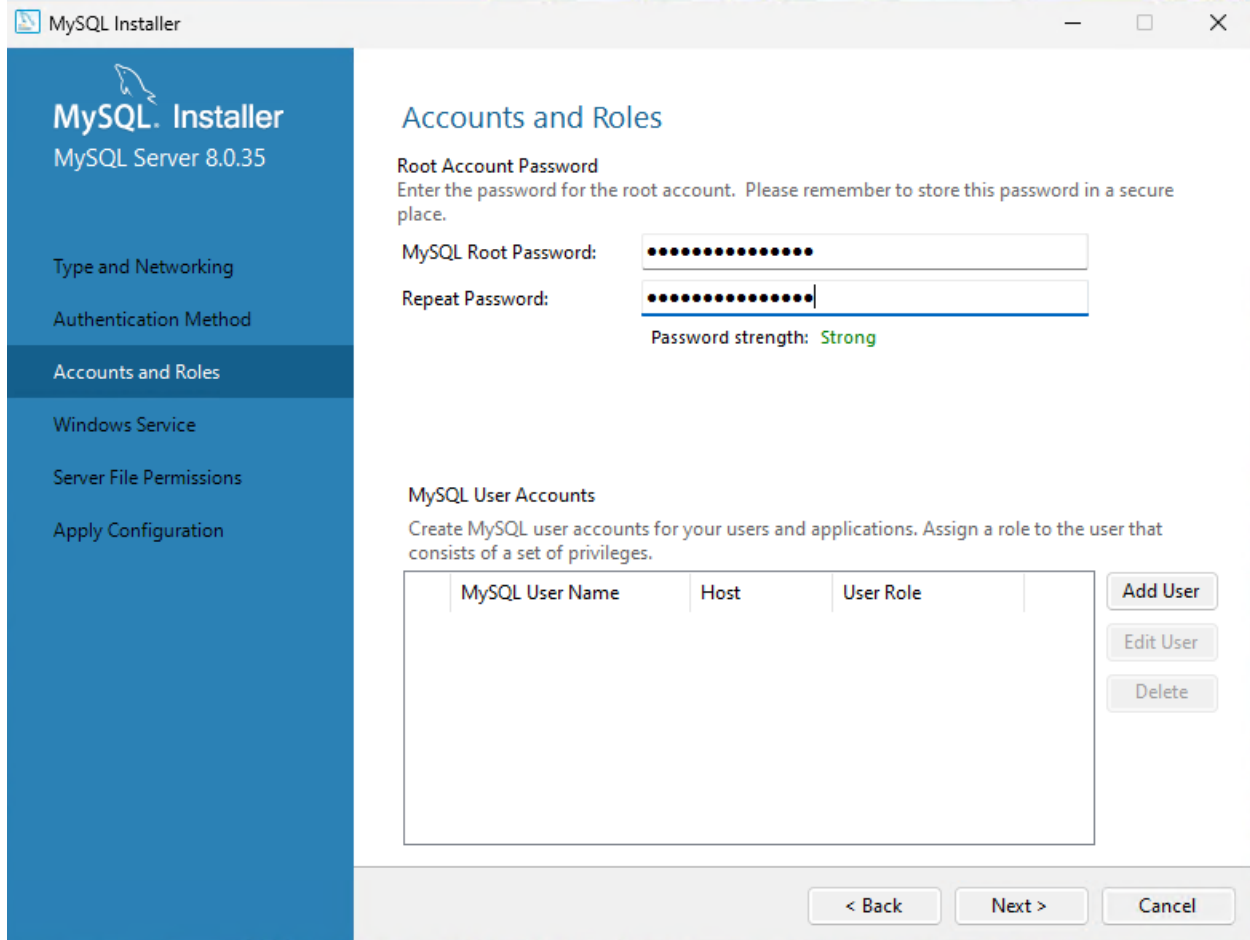 MySQL Installer
MySQL. Installer
MySQL Server 8.0.35
Type and Networking
Authentication Method
Accounts and Roles
Windows Service
Server File Permissions
Apply Configuration
Accounts and Roles
Root Account Password
Enter the password for the root account.  Please remember to store this password in a secure
place.
MySQL Root Password: ●●●●●●●●●●●●●●●
Repeat Password: ●●●●●●●●●●●●●●●
Password strength: Strong
MySQL User Accounts
Create MySQL user accounts for your users and applications. Assign a role to the user that
consists of a set of privileges.
MySQL User Name Host User Role
Add User
Edit User
Delete
< Back Next > Cancel